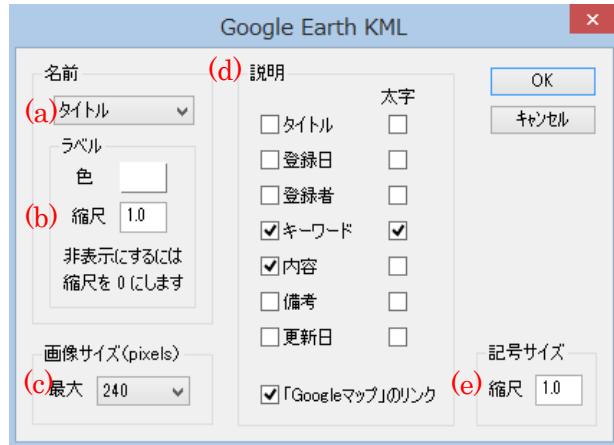 Google Earth KML
×
名前
(a) タイトル
ラベル
色
(b) 縮尺 1.0
非表示にするには
縮尺を 0 にします
画像サイズ(pixels)
(c) 最大 240
(d) 説明
太字
タイトル
登録日
登録者
キーワード
内容
備考
更新日
「Googleマップ」のリンク
OK
キャンセル
記号サイズ
(e) 縮尺 1.0